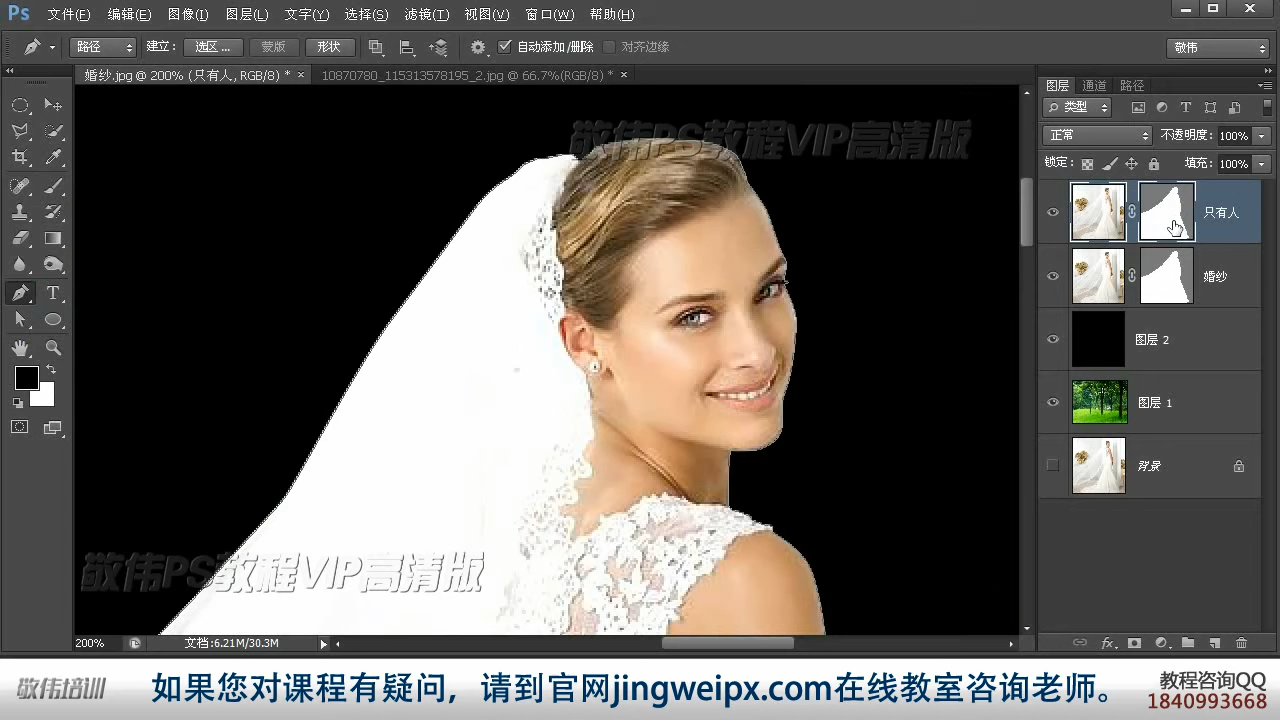 Ps 文件(F) 编辑(E) 图像(I) 图层(L) 文字(Y) 选择(S) 滤镜(T) 视图(V) 窗口(W) 帮助(H)
路径 建立: 选区 ... 蒙版 形状 自动添加/删除 对齐边缘 敬伟
婚纱.jpg @ 200% (只有人, RGB/8) * × 10870780_115313578195_2.jpg @ 66.7%(RGB/8) * ×
图层 通道 路径
类型
正常 不透明度: 100%
锁定: 填充: 100%
敬伟PS教程VIP高清版
只有人
婚纱
图层 2
图层 1
背景
敬伟PS教程VIP高清版
200% 文档:6.21M/30.3M
fx
敬伟培训
如果您对课程有疑问，请到官网jingweipx.com在线教室咨询老师。
教程咨询QQ
1840993668